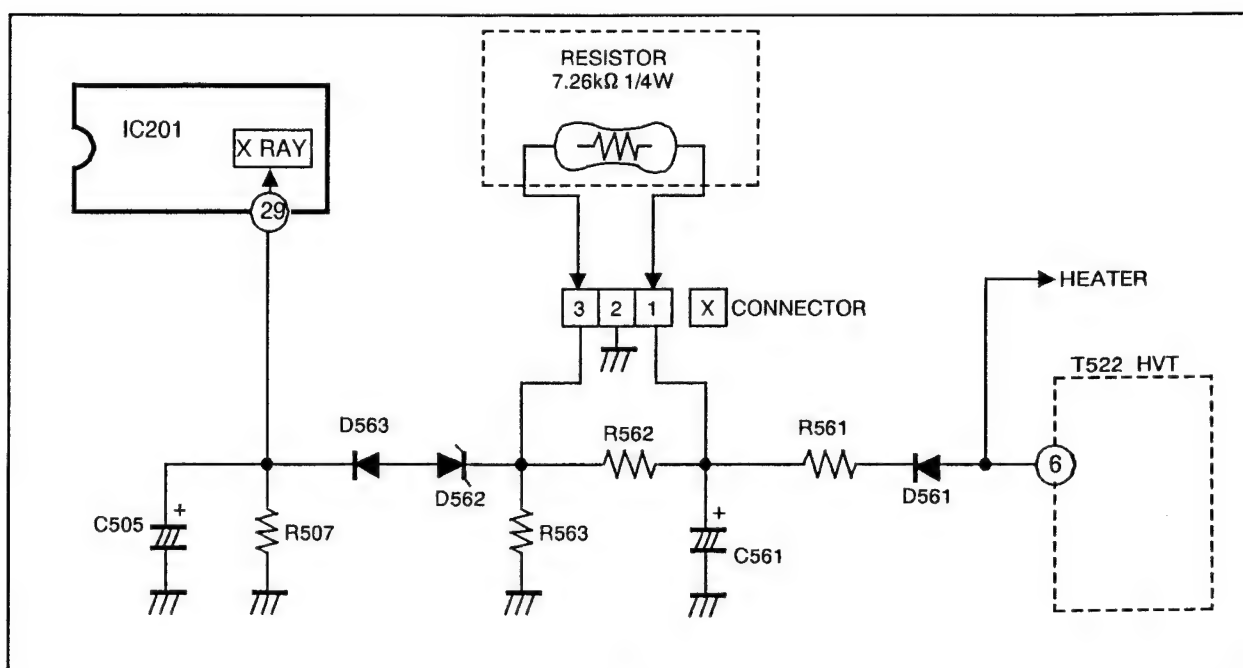 RESISTOR
7.26kΩ 1/4W
IC201
X RAY
29
3 2 1 X CONNECTOR
HEATER
T522 HVT
D563
R562
R561
6
D562
D561
C505
+
R507
R563
+
C561